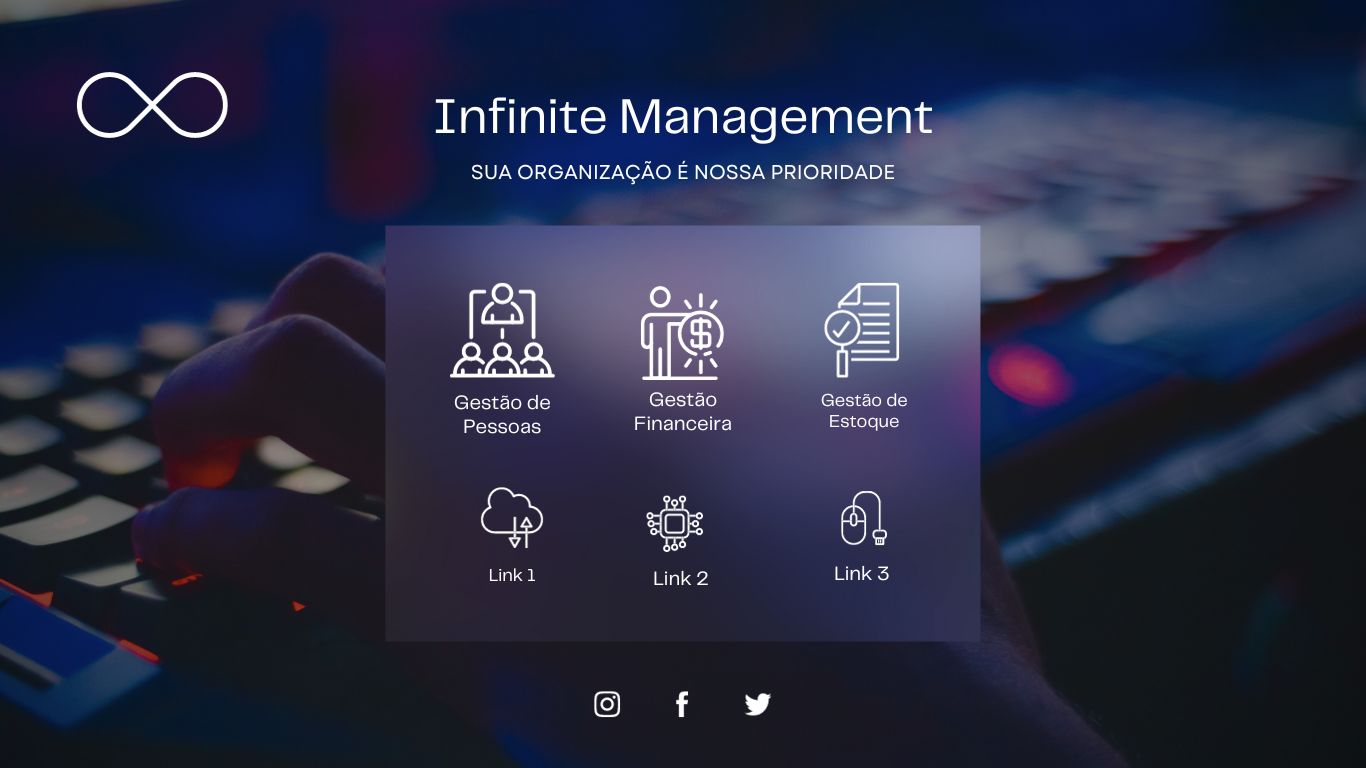 Infinite Management
SUA ORGANIZAÇÃO É NOSSA PRIORIDADE
Gestão de
Pessoas
Gestão
Financeira
Gestão de
Estoque
Link 1
Link 2
Link 3